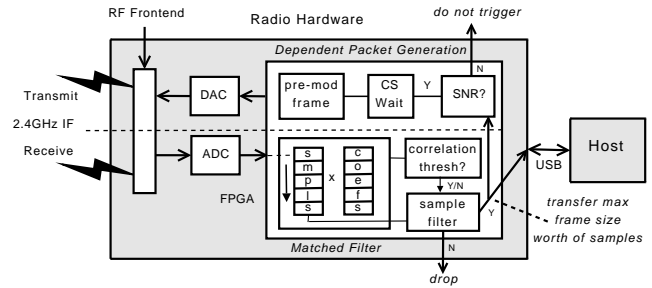 RF Frontend
Radio Hardware
do not trigger
Dependent Packet Generation
N
pre-mod
frame
CS
Wait
Y
SNR?
DAC
Transmit
2.4GHz IF
Receive
ADC
FPGA
s
m
p
l
s
x
c
o
e
f
s
correlation
thresh?
Y/N
sample
filter
Y
N
Matched Filter
drop
USB
Host
transfer max
frame size
worth of samples